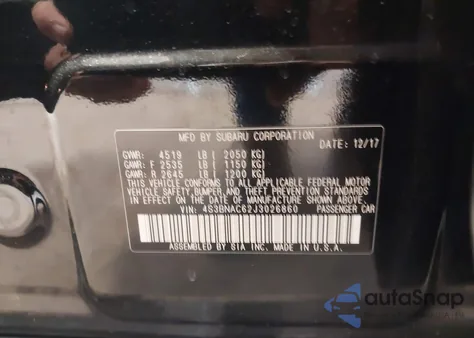 MFD BY SUBARU CORPORATION
DATE: 12/17
GVWR: 4519 LB ( 2050 KG)
GAWR: F 2535 LB ( 1150 KG)
GAWR: R 2645 LB ( 1200 KG)
THIS VEHICLE CONFORMS TO ALL APPLICABLE FEDERAL MOTOR
VEHICLE SAFETY, BUMPER, AND THEFT PREVENTION STANDARDS
IN EFFECT ON THE DATE OF MANUFACTURE SHOWN ABOVE.
VIN: 4S3BNAC62J3026860 PASSENGER CAR
ASSEMBLED BY SIA INC. MADE IN U.S.A.
autoSnap